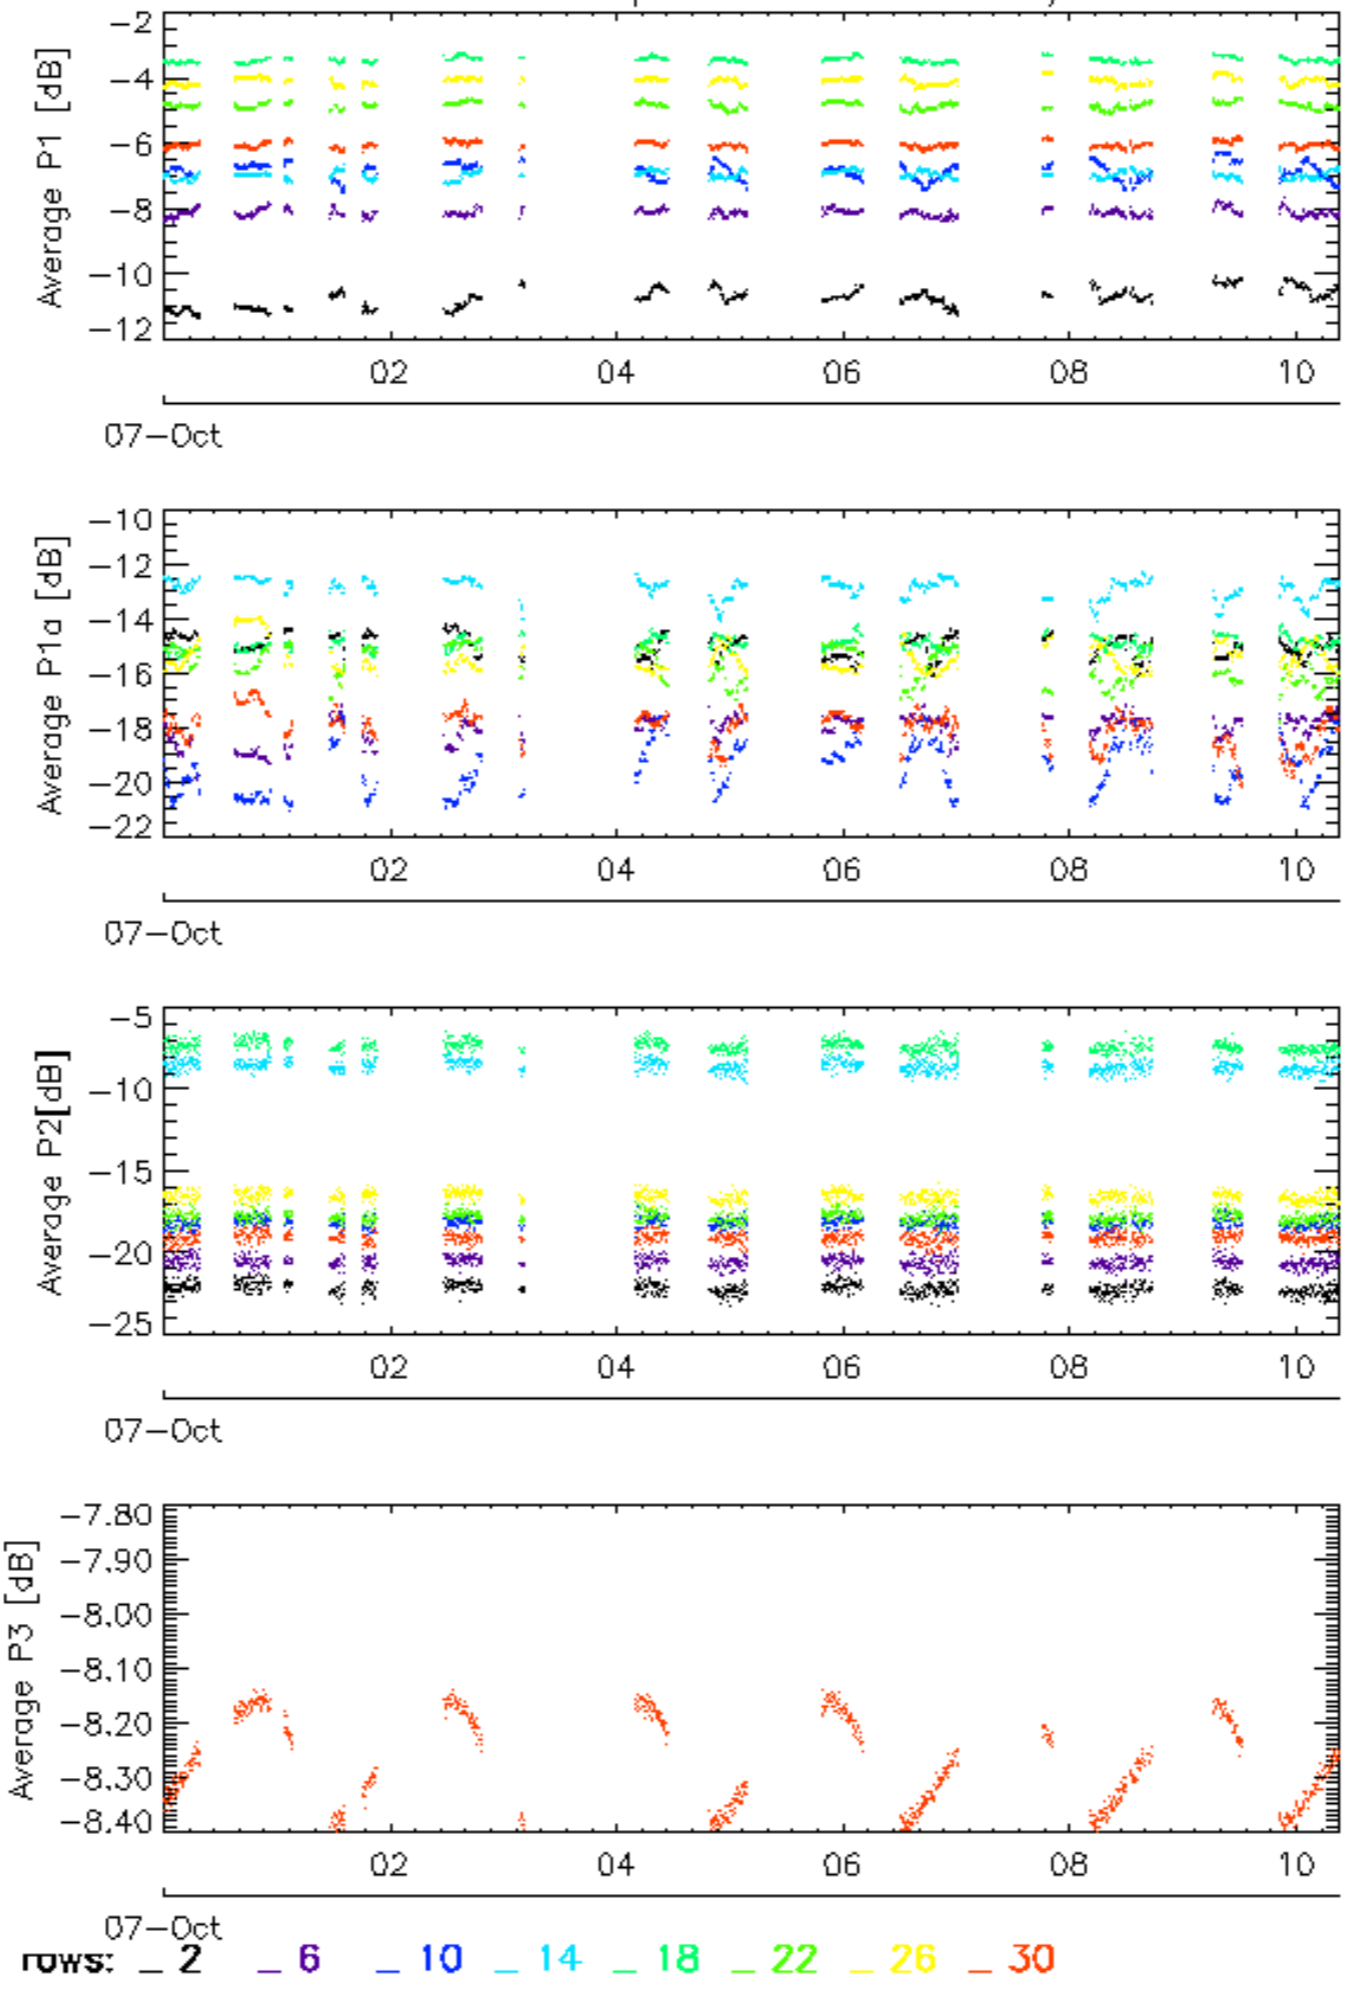 −2
−4
−6
−8
−10
−12
Average P1 [dB]
02 04 06 08 10
07−Oct
−10
−12
−14
−16
−18
−20
−22
Average P1a [dB]
02 04 06 08 10
07−Oct
−5
−10
−15
−20
−25
Average P2[dB]
02 04 06 08 10
07−Oct
−7.80
−7.90
−8.00
−8.10
−8.20
−8.30
−8.40
Average P3 [dB]
02 04 06 08 10
07−Oct
rows: _ 2 _ 6 _ 10 _ 14 _ 18 _ 22 _ 26 _ 30